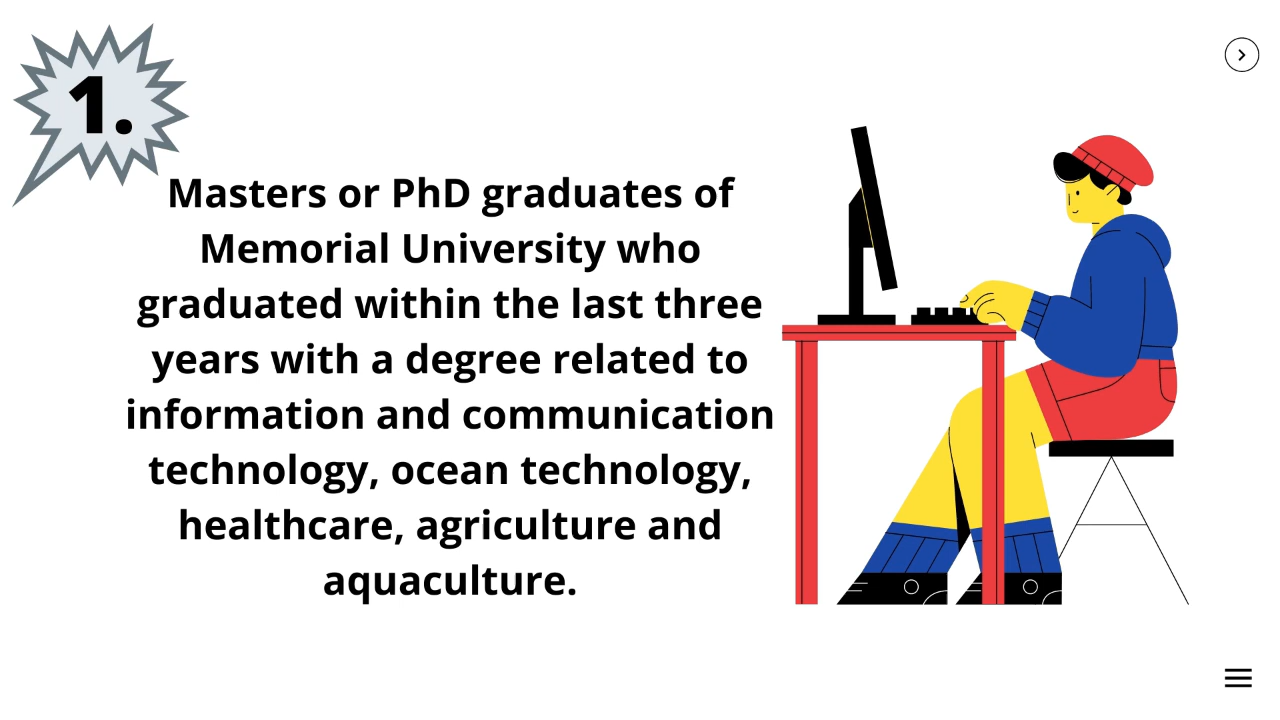 1.
Masters or PhD graduates of
Memorial University who
graduated within the last three
years with a degree related to
information and communication
technology, ocean technology,
healthcare, agriculture and
aquaculture.